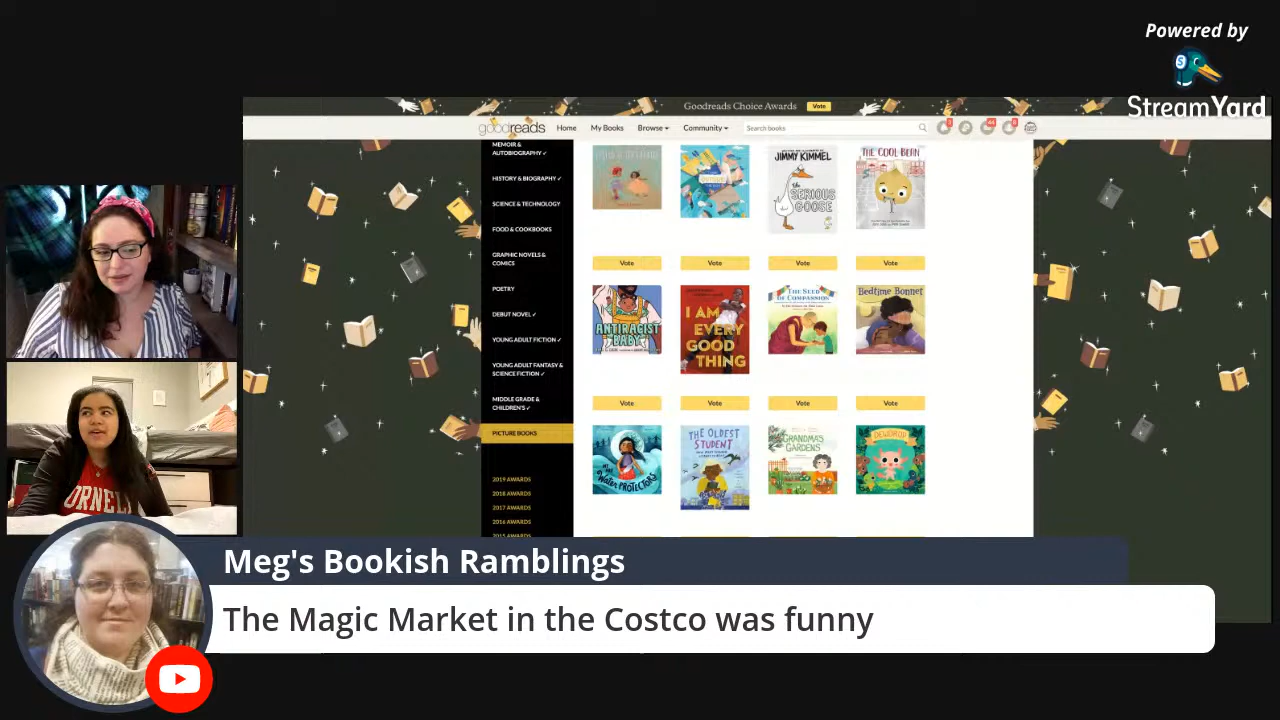 Powered by
StreamYard
Goodreads Choice Awards Vote
goodreads Home My Books Browse Community Search books
MEMOIR &
AUTOBIOGRAPHY ✓
HISTORY & BIOGRAPHY ✓
SCIENCE & TECHNOLOGY
FOOD & COOKBOOKS
GRAPHIC NOVELS &
COMICS
POETRY
DEBUT NOVEL ✓
YOUNG ADULT FICTION ✓
YOUNG ADULT FANTASY &
SCIENCE FICTION ✓
MIDDLE GRADE &
CHILDREN'S ✓
PICTURE BOOKS
2019 AWARDS
2018 AWARDS
2017 AWARDS
2016 AWARDS
2015 AWARDS
JIMMY KIMMEL
the
SERIOUS
GOOSE
THE COOL BEAN
Vote Vote Vote Vote
ANTIRACIST
BABY
I AM
EVERY
GOOD
THING
THE SEED
OF
COMPASSION
Bedtime Bonnet
Vote Vote Vote Vote
WE ARE
Water PROTECTORS
THE OLDEST
STUDENT
GRANDMA'S
GARDENS
DEWDROP
ORNELL
Meg's Bookish Ramblings
The Magic Market in the Costco was funny